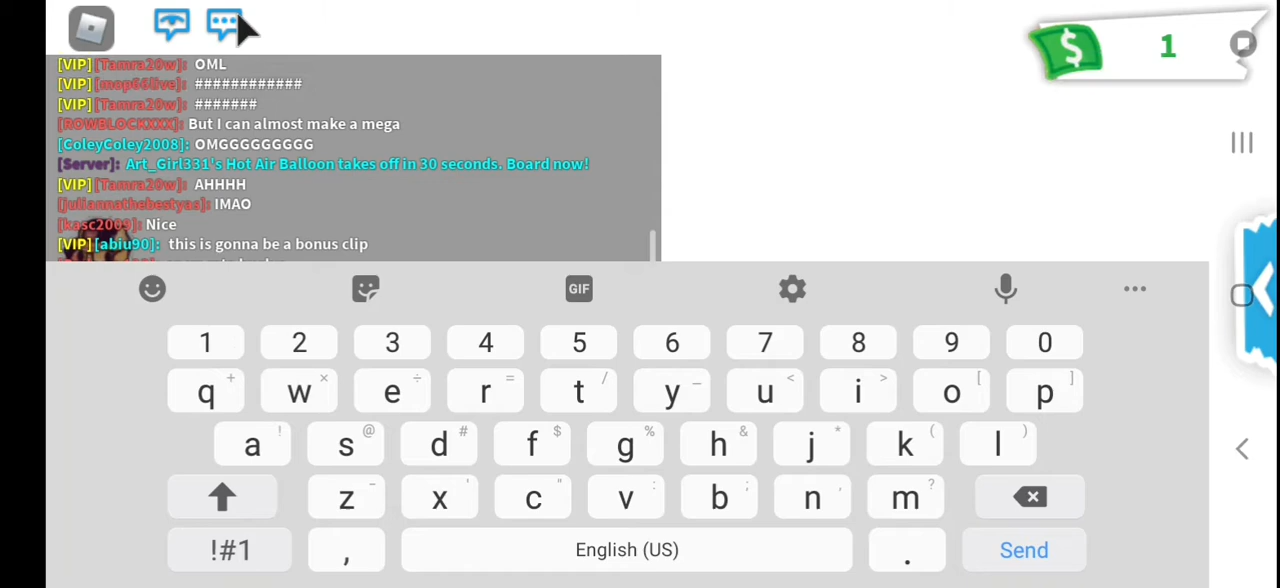 [VIP][Tamra20w]: OML
[VIP][mop66live]: ############
[VIP][Tamra20w]: #######
[ROWBLOCKXXX]: But I can almost make a mega
[ColeyColey2008]: OMGGGGGGGGG
[Server]: Art_Girl331's Hot Air Balloon takes off in 30 seconds. Board now!
[VIP][Tamra20w]: AHHHH
[juliannathebestyas]: IMAO
[kasc2009]: Nice
[VIP][abiu90]: this is gonna be a bonus clip
$ 1
GIF
1 2 3 4 5 6 7 8 9 0
q + w × e ÷ r = t / y _ u < i > o [ p ]
a ! s @ d # f $ g % h & j * k ( l )
z - x ' c " v : b ; n , m ?
!#1 , English (US) . Send